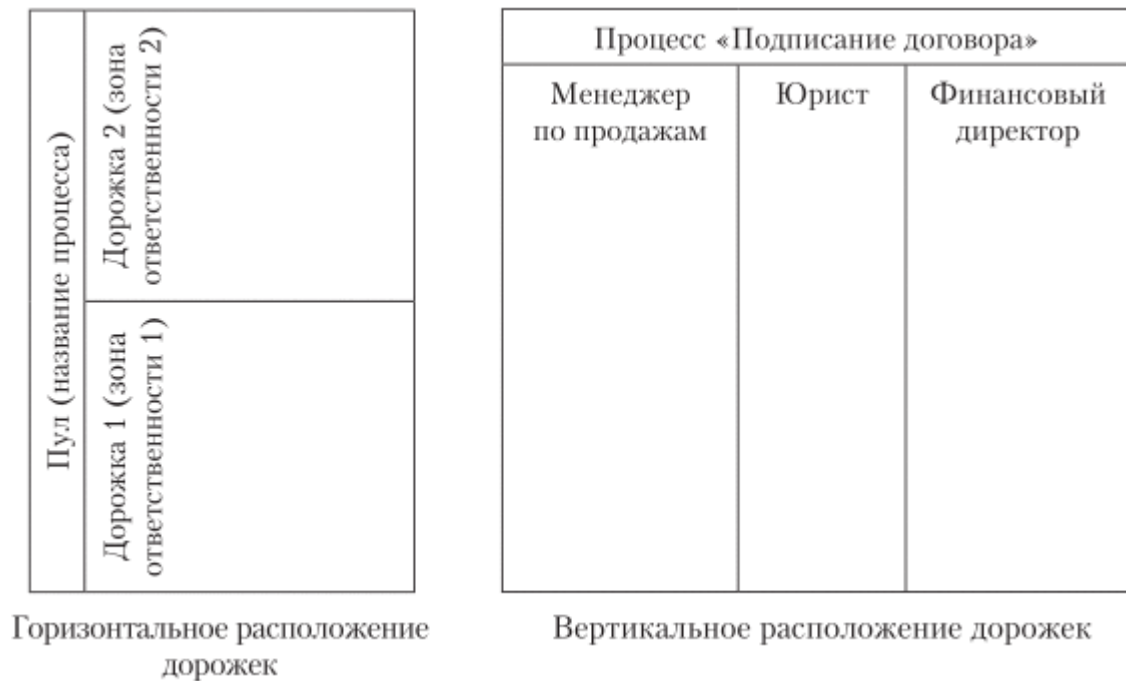 Пул (название процесса)
Дорожка 2 (зона
ответственности 2)
Дорожка 1 (зона
ответственности 1)
Горизонтальное расположение
дорожек
Процесс «Подписание договора»
Менеджер
по продажам
Юрист
Финансовый
директор
Вертикальное расположение дорожек